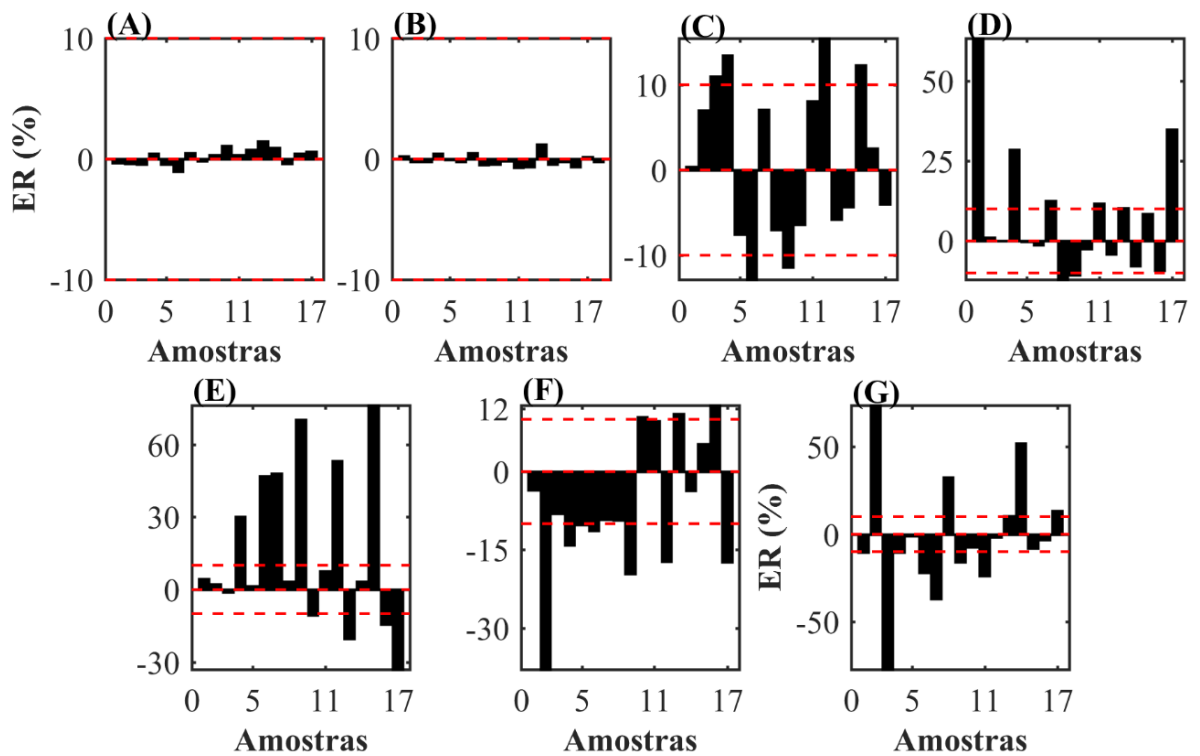 (A) (B) (C) (D)
10 10 10 50
ER (%)
0 0 0 25
-10 -10 -10 0
0 5 11 17 0 5 11 17 0 5 11 17 0 5 11 17
Amostras Amostras Amostras Amostras
(E) (F) (G)
60 12 50
30 0 0
ER (%)
0 -15 -50
-30 -30
0 5 11 17 0 5 11 17 0 5 11 17
Amostras Amostras Amostras